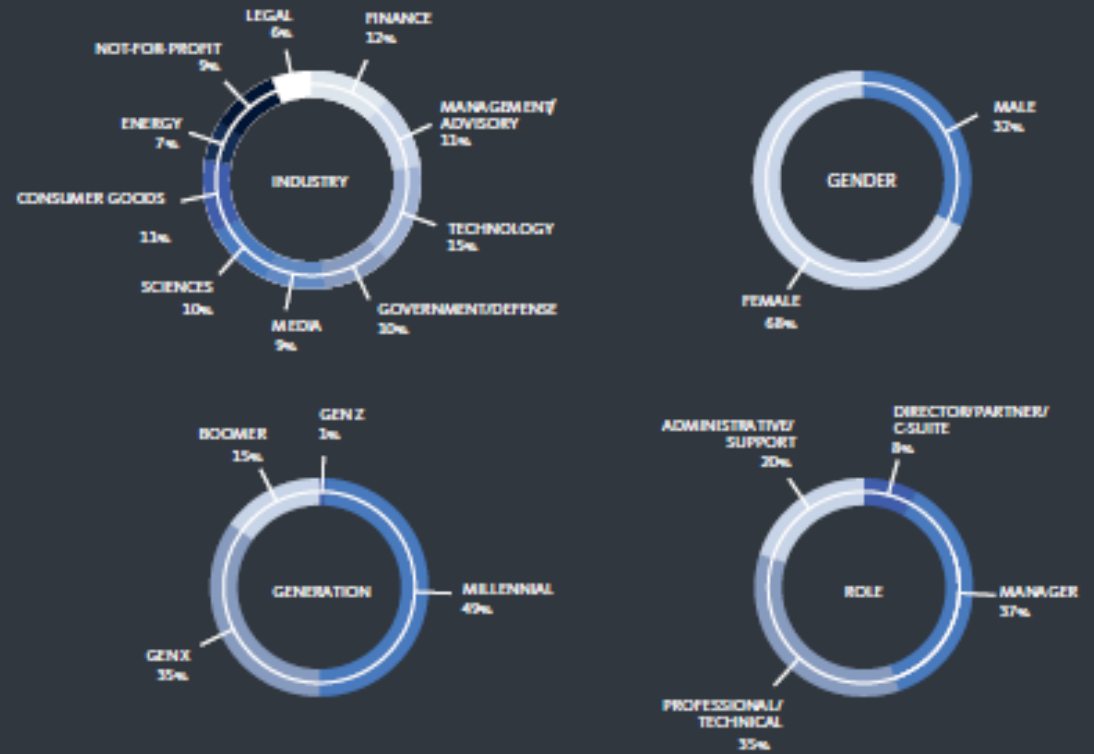 LEGAL
6%
FINANCE
12%
NOT-FOR-PROFIT
9%
MANAGEMENT/
ADVISORY
11%
ENERGY
7%
INDUSTRY
CONSUMER GOODS
11%
TECHNOLOGY
15%
SCIENCES
10%
MEDIA
9%
GOVERNMENT/DEFENSE
10%
GENDER
MALE
32%
FEMALE
68%
GEN Z
1%
BOOMER
15%
GENERATION
MILLENNIAL
49%
GEN X
35%
DIRECTOR/PARTNER/
C-SUITE
8%
ADMINISTRATIVE/
SUPPORT
20%
ROLE
MANAGER
37%
PROFESSIONAL/
TECHNICAL
35%